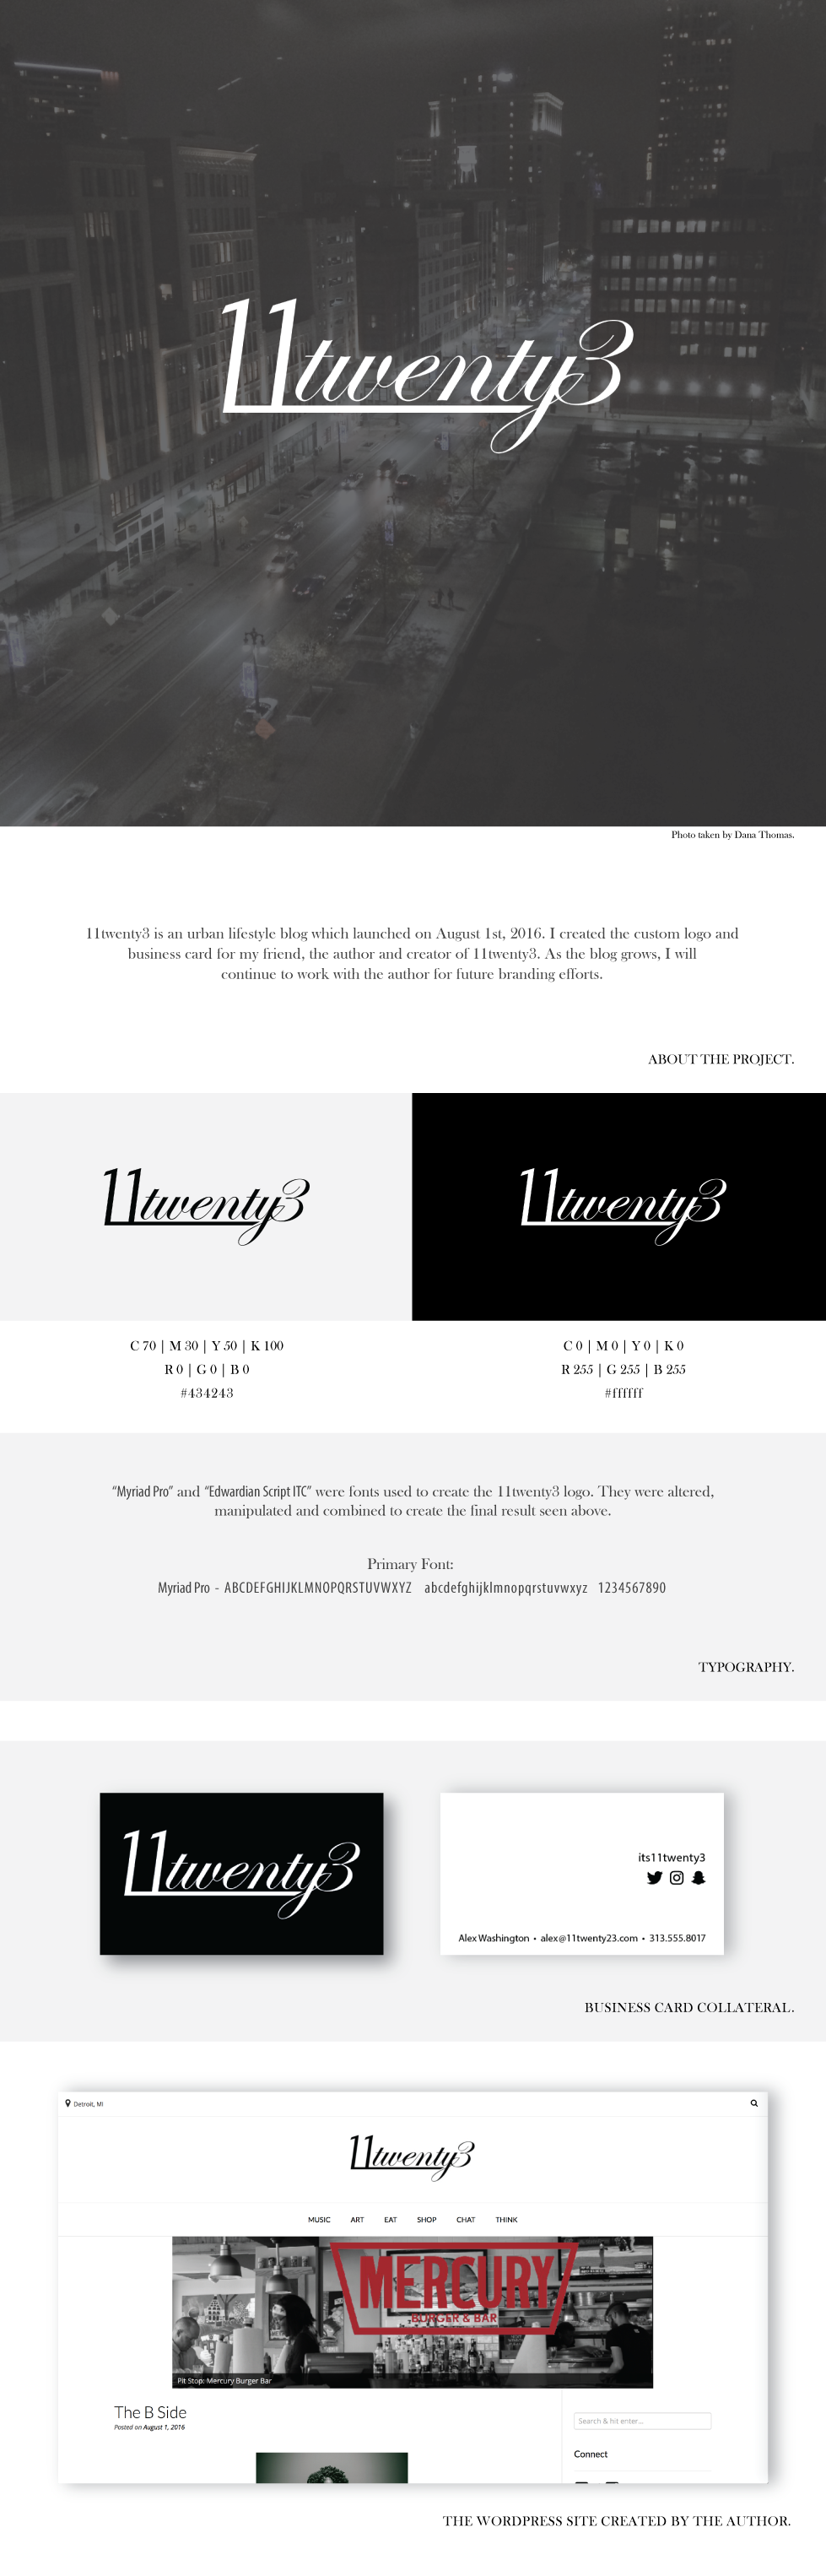 11twenty3
Photo taken by Dana Thomas.
11twenty3 is an urban lifestyle blog which launched on August 1st, 2016. I created the custom logo and
business card for my friend, the author and creator of 11twenty3. As the blog grows, I will
continue to work with the author for future branding efforts.
ABOUT THE PROJECT.
11twenty3
11twenty3
C 70 | M 30 | Y 50 | K 100
R 0 | G 0 | B 0
#434243
C 0 | M 0 | Y 0 | K 0
R 255 | G 255 | B 255
#ffffff
“Myriad Pro” and “Edwardian Script ITC” were fonts used to create the 11twenty3 logo. They were altered,
manipulated and combined to create the final result seen above.
Primary Font:
Myriad Pro - ABCDEFGHIJKLMNOPQRSTUVWXYZ abcdefghijklmnopqrstuvwxyz 1234567890
TYPOGRAPHY.
11twenty3
its11twenty3
Alex Washington • alex@11twenty23.com • 313.555.8017
BUSINESS CARD COLLATERAL.
Detroit, MI
11twenty3
MUSIC ART EAT SHOP CHAT THINK
MERCURY
BURGER & BAR
Pit Stop: Mercury Burger Bar
The B Side
Posted on August 1, 2016
Search & hit enter...
Connect
THE WORDPRESS SITE CREATED BY THE AUTHOR.